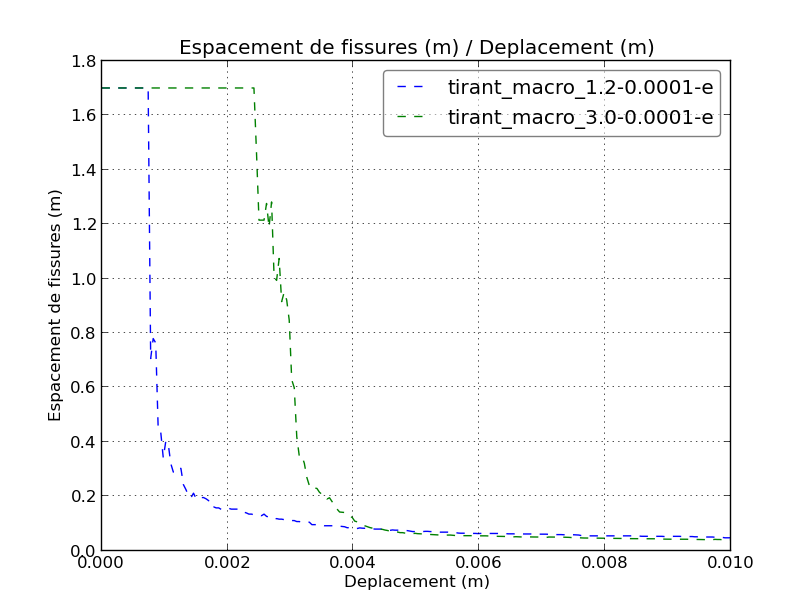 Espacement de fissures (m) / Deplacement (m)
tirant_macro_1.2-0.0001-e
tirant_macro_3.0-0.0001-e
Espacement de fissures (m)
1.8
1.6
1.4
1.2
1.0
0.8
0.6
0.4
0.2
0.0
0.000 0.002 0.004 0.006 0.008 0.010
Deplacement (m)